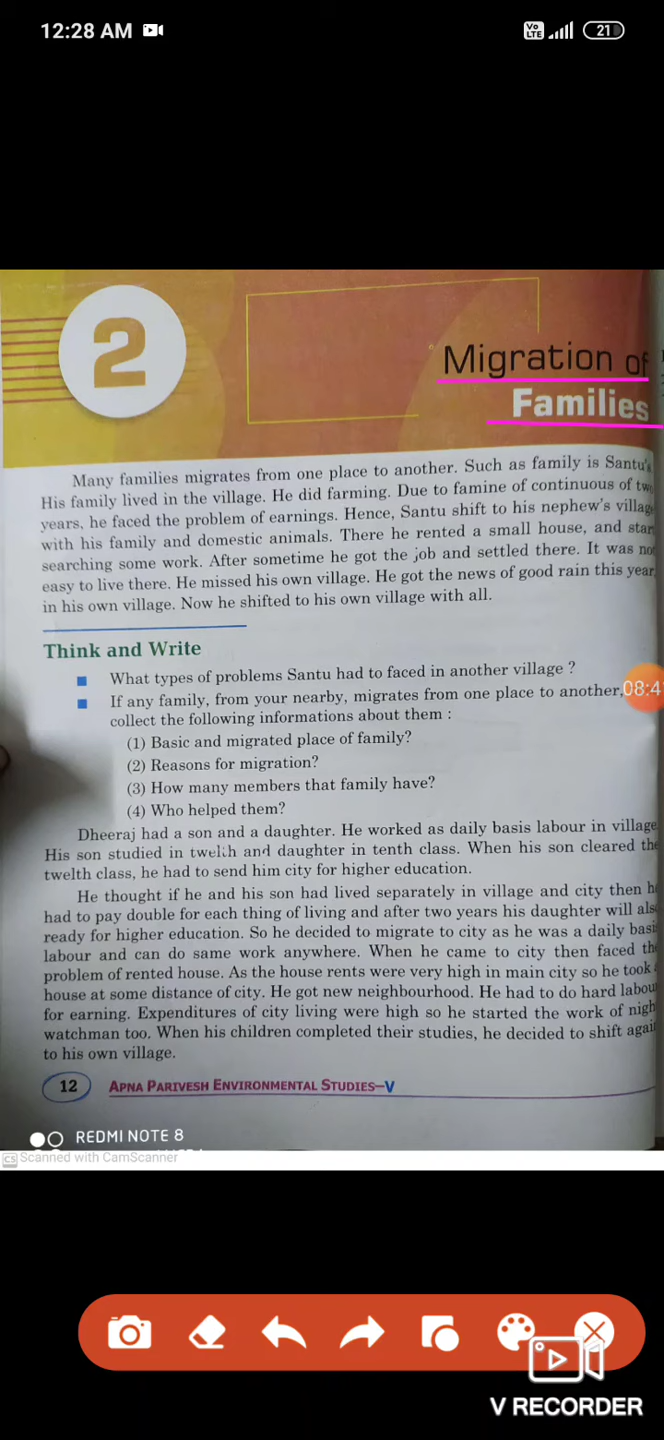 12:28 AM
Vo
LTE
21
2
Migration of
Families
Many families migrates from one place to another. Such as family is Santu's
His family lived in the village. He did farming. Due to famine of continuous of two
years, he faced the problem of earnings. Hence, Santu shift to his nephew's village
with his family and domestic animals. There he rented a small house, and star
searching some work. After sometime he got the job and settled there. It was no
easy to live there. He missed his own village. He got the news of good rain this year
in his own village. Now he shifted to his own village with all.
Think and Write
What types of problems Santu had to faced in another village ?
If any family, from your nearby, migrates from one place to another,
08:4
collect the following informations about them :
(1) Basic and migrated place of family?
(2) Reasons for migration?
(3) How many members that family have?
(4) Who helped them?
Dheeraj had a son and a daughter. He worked as daily basis labour in village
His son studied in twelth and daughter in tenth class. When his son cleared the
twelth class, he had to send him city for higher education.
He thought if he and his son had lived separately in village and city then h
had to pay double for each thing of living and after two years his daughter will als
ready for higher education. So he decided to migrate to city as he was a daily basi
labour and can do same work anywhere. When he came to city then faced the
problem of rented house. As the house rents were very high in main city so he took a
house at some distance of city. He got new neighbourhood. He had to do hard labou
for earning. Expenditures of city living were high so he started the work of nigh
watchman too. When his children completed their studies, he decided to shift agai
to his own village.
12 APNA PARIVESH ENVIRONMENTAL STUDIES–V
REDMI NOTE 8
CS Scanned with CamScanner
V RECORDER